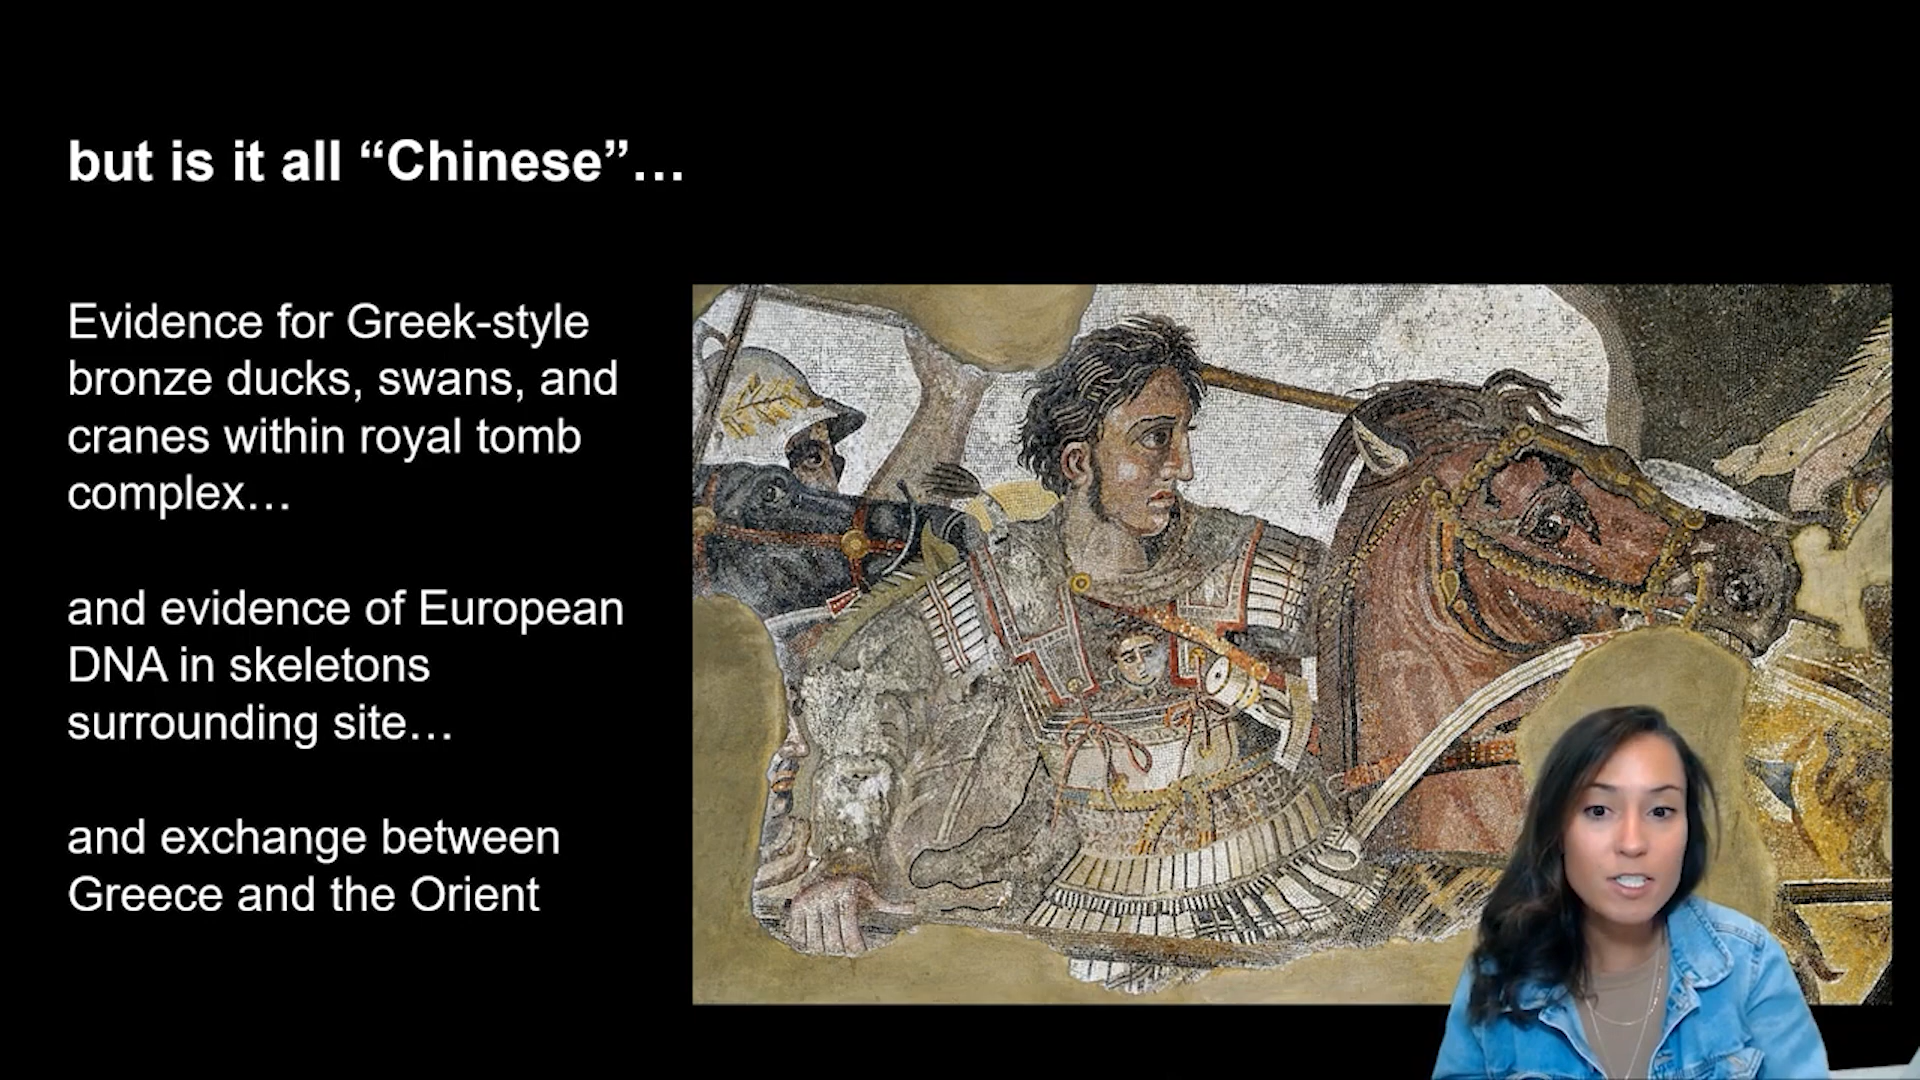 but is it all “Chinese”…
Evidence for Greek-style
bronze ducks, swans, and
cranes within royal tomb
complex…
and evidence of European
DNA in skeletons
surrounding site…
and exchange between
Greece and the Orient